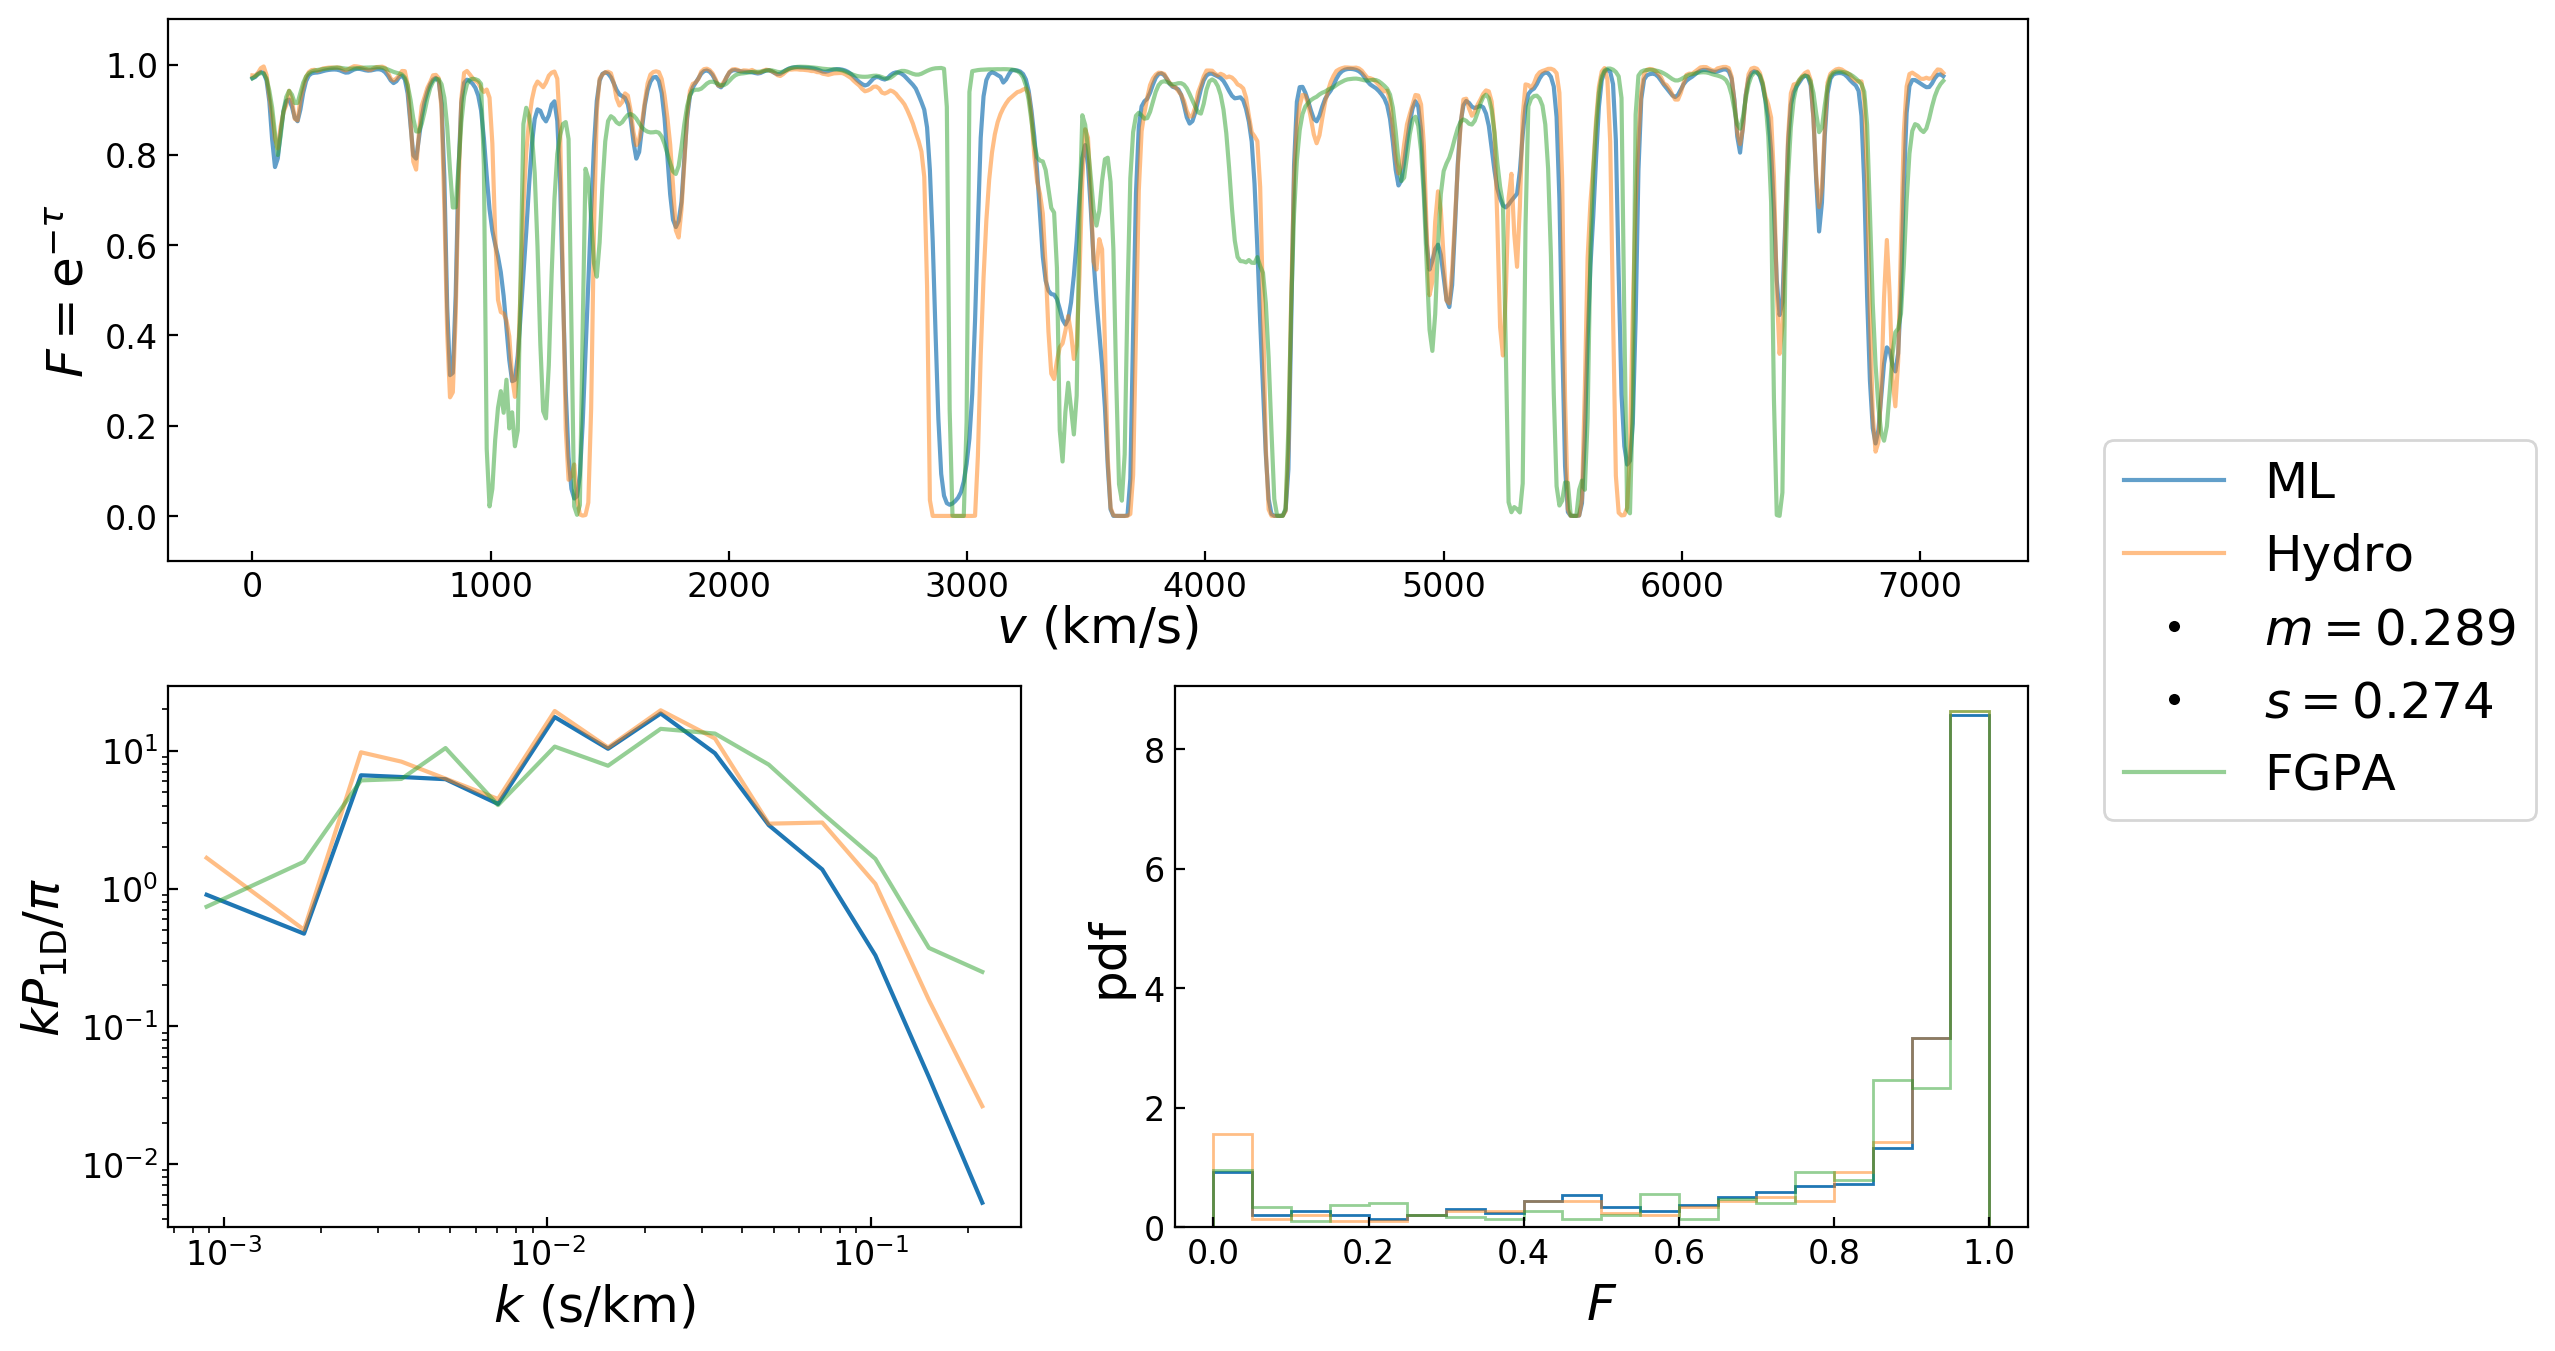 F = e^{−τ}
1.0
0.8
0.6
0.4
0.2
0.0
0 1000 2000 3000 4000 5000 6000 7000
v (km/s)
ML
Hydro
m = 0.289
s = 0.274
FGPA
kP_{1D}/π
10^1
10^0
10^{−1}
10^{−2}
10^{−3} 10^{−2} 10^{−1}
k (s/km)
pdf
8
6
4
2
0
0.0 0.2 0.4 0.6 0.8 1.0
F